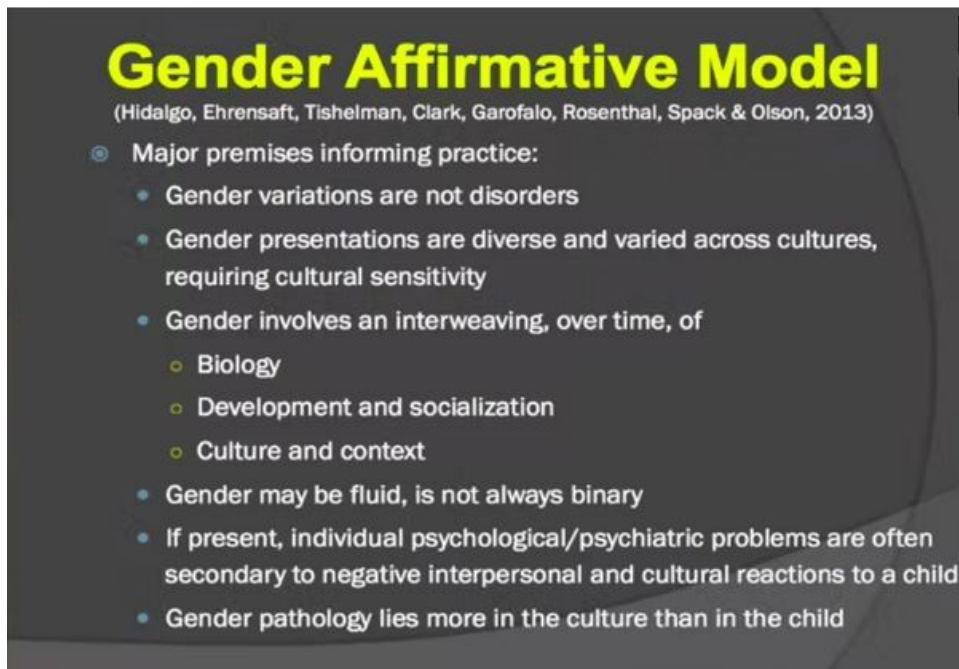 Gender Affirmative Model
(Hidalgo, Ehrensaft, Tishelman, Clark, Garofalo, Rosenthal, Spack & Olson, 2013)
Major premises informing practice:
Gender variations are not disorders
Gender presentations are diverse and varied across cultures,
requiring cultural sensitivity
Gender involves an interweaving, over time, of
Biology
Development and socialization
Culture and context
Gender may be fluid, is not always binary
If present, individual psychological/psychiatric problems are often
secondary to negative interpersonal and cultural reactions to a child
Gender pathology lies more in the culture than in the child